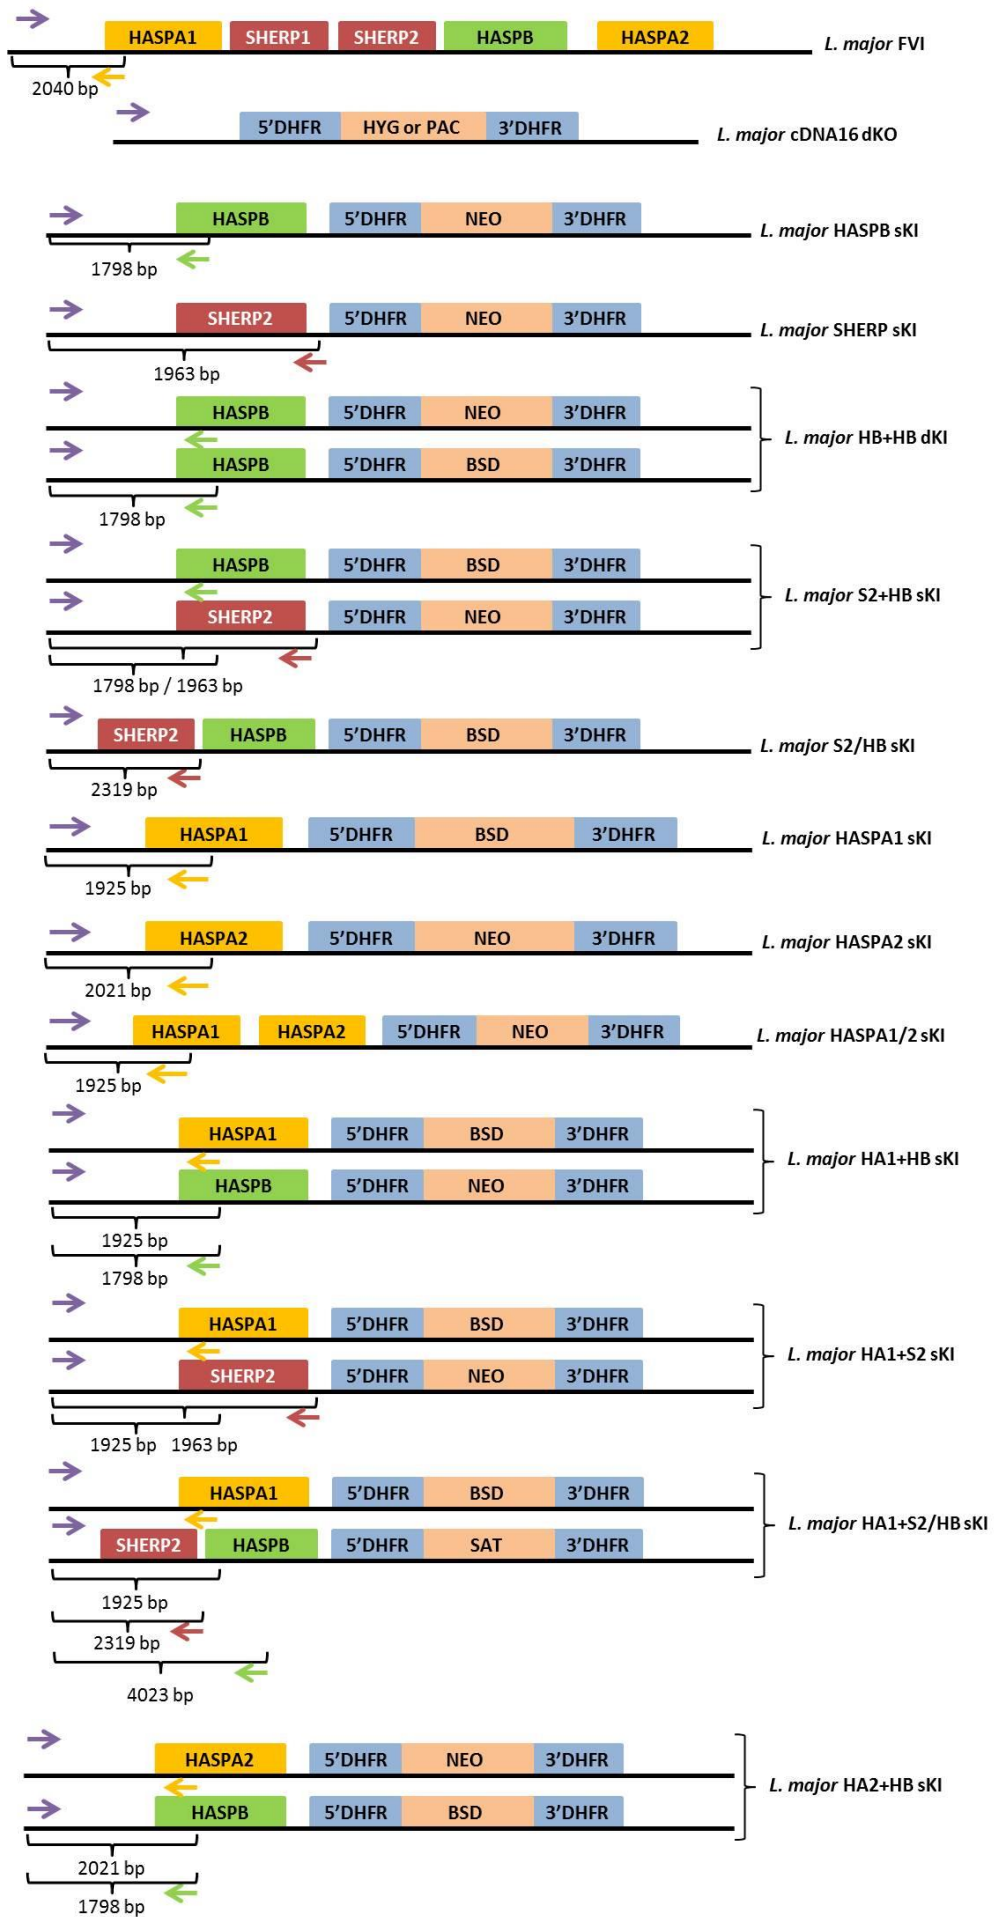 HASPA1 SHERP1 SHERP2 HASPB HASPA2
L. major FVI
2040 bp
5'DHFR HYG or PAC 3'DHFR
L. major cDNA16 dKO
HASPB 5'DHFR NEO 3'DHFR
L. major HASPB sKI
1798 bp
SHERP2 5'DHFR NEO 3'DHFR
L. major SHERP sKI
1963 bp
HASPB 5'DHFR NEO 3'DHFR
L. major HB+HB dKI
HASPB 5'DHFR BSD 3'DHFR
1798 bp
HASPB 5'DHFR BSD 3'DHFR
L. major S2+HB sKI
SHERP2 5'DHFR NEO 3'DHFR
1798 bp / 1963 bp
SHERP2 HASPB 5'DHFR BSD 3'DHFR
L. major S2/HB sKI
2319 bp
HASPA1 5'DHFR BSD 3'DHFR
L. major HASPA1 sKI
1925 bp
HASPA2 5'DHFR NEO 3'DHFR
L. major HASPA2 sKI
2021 bp
HASPA1 HASPA2 5'DHFR NEO 3'DHFR
L. major HASPA1/2 sKI
1925 bp
HASPA1 5'DHFR BSD 3'DHFR
L. major HA1+HB sKI
HASPB 5'DHFR NEO 3'DHFR
1925 bp
1798 bp
HASPA1 5'DHFR BSD 3'DHFR
L. major HA1+S2 sKI
SHERP2 5'DHFR NEO 3'DHFR
1925 bp 1963 bp
HASPA1 5'DHFR BSD 3'DHFR
L. major HA1+S2/HB sKI
SHERP2 HASPB 5'DHFR SAT 3'DHFR
1925 bp
2319 bp
4023 bp
HASPA2 5'DHFR NEO 3'DHFR
L. major HA2+HB sKI
HASPB 5'DHFR BSD 3'DHFR
2021 bp
1798 bp